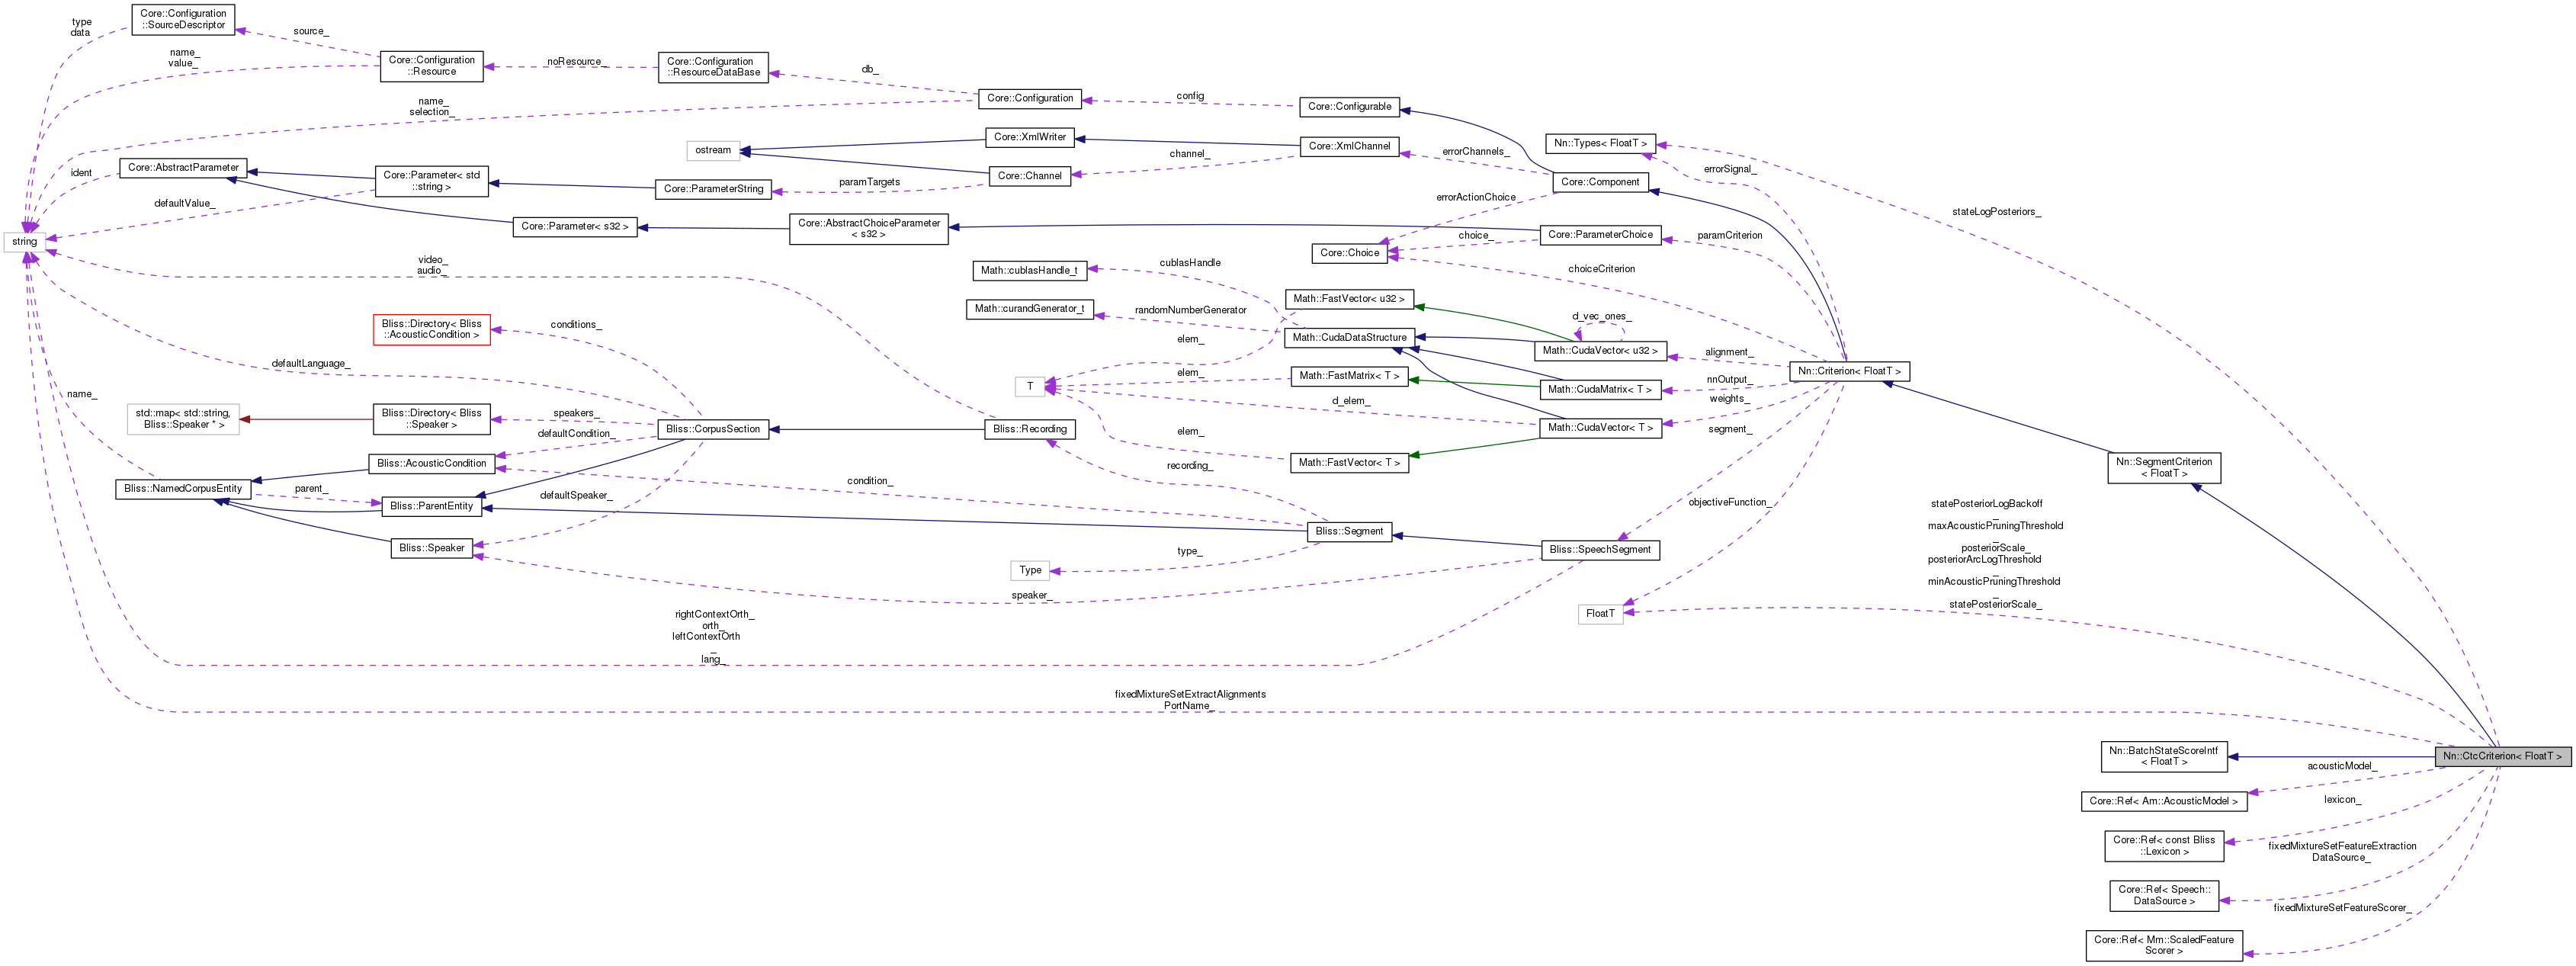 type
data
Core::Configuration
::SourceDescriptor
source_
name_
value_
Core::Configuration
::Resource
noResource_
Core::Configuration
::ResourceDataBase
db_
name_
selection_
Core::Configuration
config
Core::Configurable
ostream
Core::XmlWriter
Core::XmlChannel
channel_
errorChannels_
Nn::Types< FloatT >
errorSignal_
stateLogPosteriors_
ident
Core::AbstractParameter
Core::Parameter< std
::string >
defaultValue_
Core::ParameterString
paramTargets
Core::Channel
Core::Component
errorActionChoice
string
Core::Parameter< s32 >
Core::AbstractChoiceParameter
< s32 >
Core::ParameterChoice
choice_
paramCriterion
Core::Choice
choiceCriterion
video_
audio_
Math::cublasHandle_t
cublasHandle
Math::curandGenerator_t
randomNumberGenerator
Math::FastVector< u32 >
d_vec_ones_
Math::CudaDataStructure
Math::CudaVector< u32 >
alignment_
Bliss::Directory< Bliss
::AcousticCondition >
conditions_
defaultLanguage_
elem_
T
elem_
Math::FastMatrix< T >
Math::CudaMatrix< T >
nnOutput_
weights_
Nn::Criterion< FloatT >
name_
std::map< std::string,
Bliss::Speaker * >
Bliss::Directory< Bliss
::Speaker >
speakers_
defaultCondition_
Bliss::CorpusSection
Bliss::Recording
d_elem_
elem_
Math::CudaVector< T >
segment_
Math::FastVector< T >
recording_
Bliss::AcousticCondition
condition_
Bliss::NamedCorpusEntity
parent_
Bliss::ParentEntity
defaultSpeaker_
Bliss::Speaker
Bliss::Segment
type_
Type
Bliss::SpeechSegment
speaker_
objectiveFunction_
FloatT
Nn::SegmentCriterion
< FloatT >
statePosteriorLogBackoff
_
maxAcousticPruningThreshold
_
posteriorScale_
posteriorArcLogThreshold
_
minAcousticPruningThreshold
_
statePosteriorScale_
rightContextOrth_
orth_
leftContextOrth
_
lang_
fixedMixtureSetExtractAlignments
PortName_
Nn::BatchStateScoreIntf
< FloatT >
Nn::CtcCriterion< FloatT >
acousticModel_
Core::Ref< Am::AcousticModel >
lexicon_
Core::Ref< const Bliss
::Lexicon >
fixedMixtureSetFeatureExtraction
DataSource_
Core::Ref< Speech::
DataSource >
fixedMixtureSetFeatureScorer_
Core::Ref< Mm::ScaledFeature
Scorer >